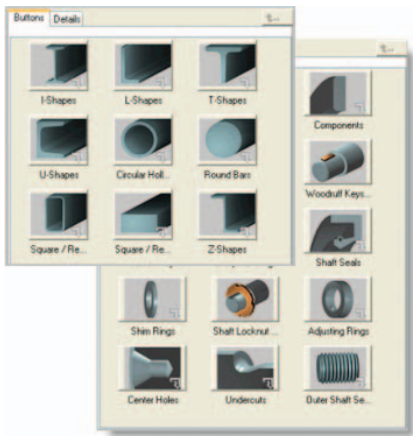 Buttons Details
I-Shapes L-Shapes T-Shapes
U-Shapes Circular Holl... Round Bars
Square / Re... Square / Re... Z-Shapes
Components
Woodruff Keys...
Shaft Seals
Shim Rings Shaft Locknut ... Adjusting Rings
Center Holes Undercuts Outer Shaft Se...